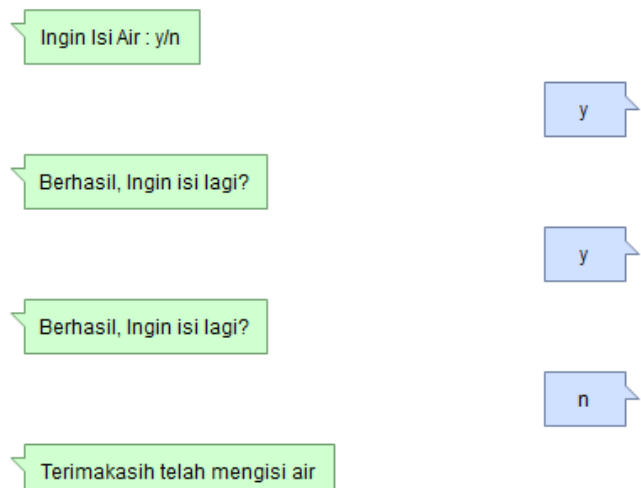 Ingin Isi Air : y/n
y
Berhasil, Ingin isi lagi?
y
Berhasil, Ingin isi lagi?
n
Terimakasih telah mengisi air